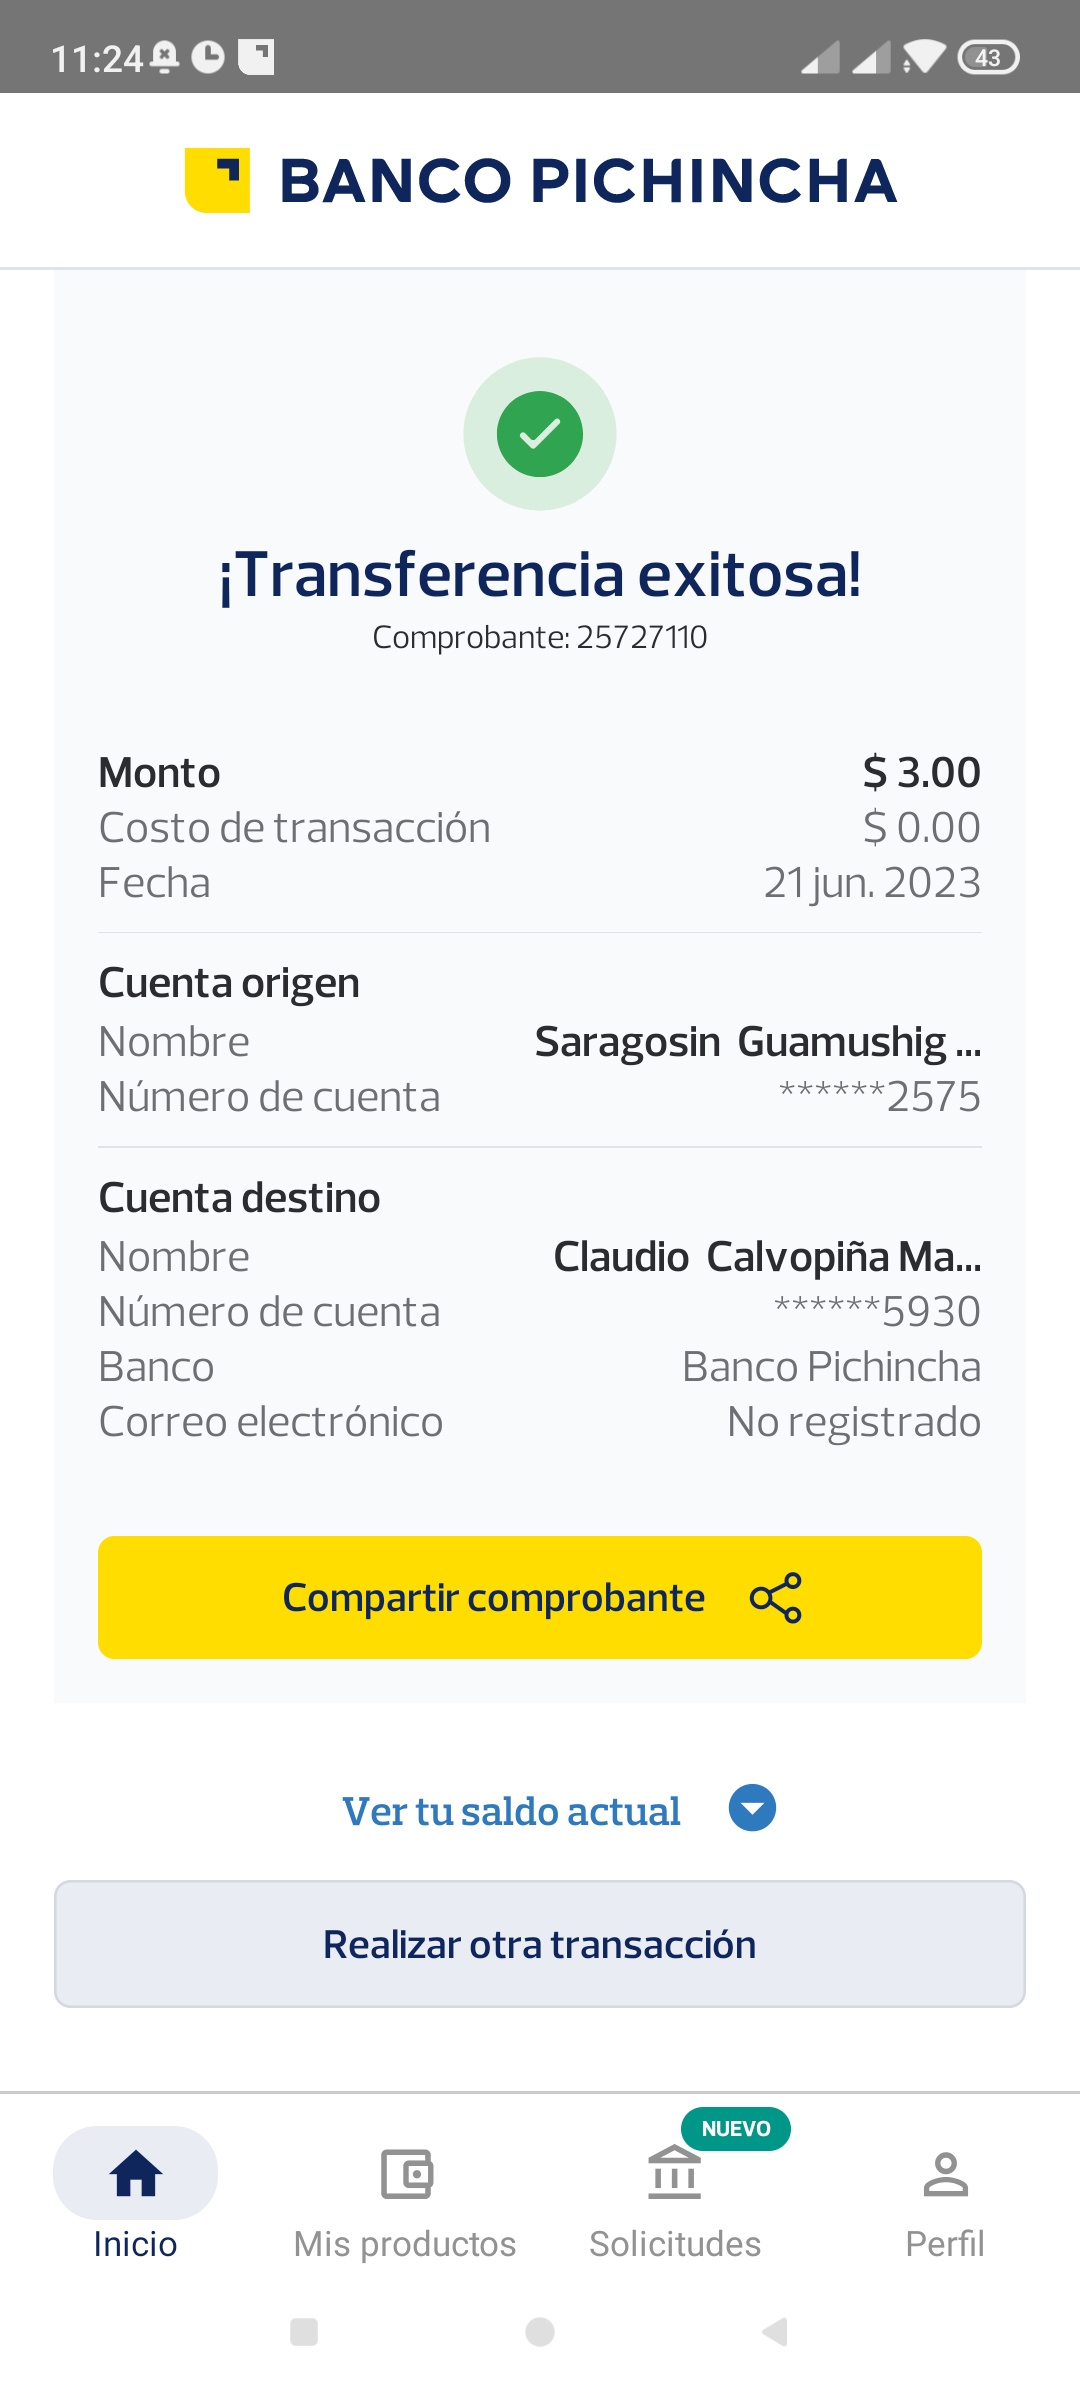 11:24
43
BANCO PICHINCHA
¡Transferencia exitosa!
Comprobante: 25727110
Monto $ 3.00
Costo de transacción $ 0.00
Fecha 21 jun. 2023
Cuenta origen
Nombre Saragosin Guamushig ...
Número de cuenta ******2575
Cuenta destino
Nombre Claudio Calvopiña Ma...
Número de cuenta ******5930
Banco Banco Pichincha
Correo electrónico No registrado
Compartir comprobante
Ver tu saldo actual
Realizar otra transacción
NUEVO
Inicio Mis productos Solicitudes Perfil